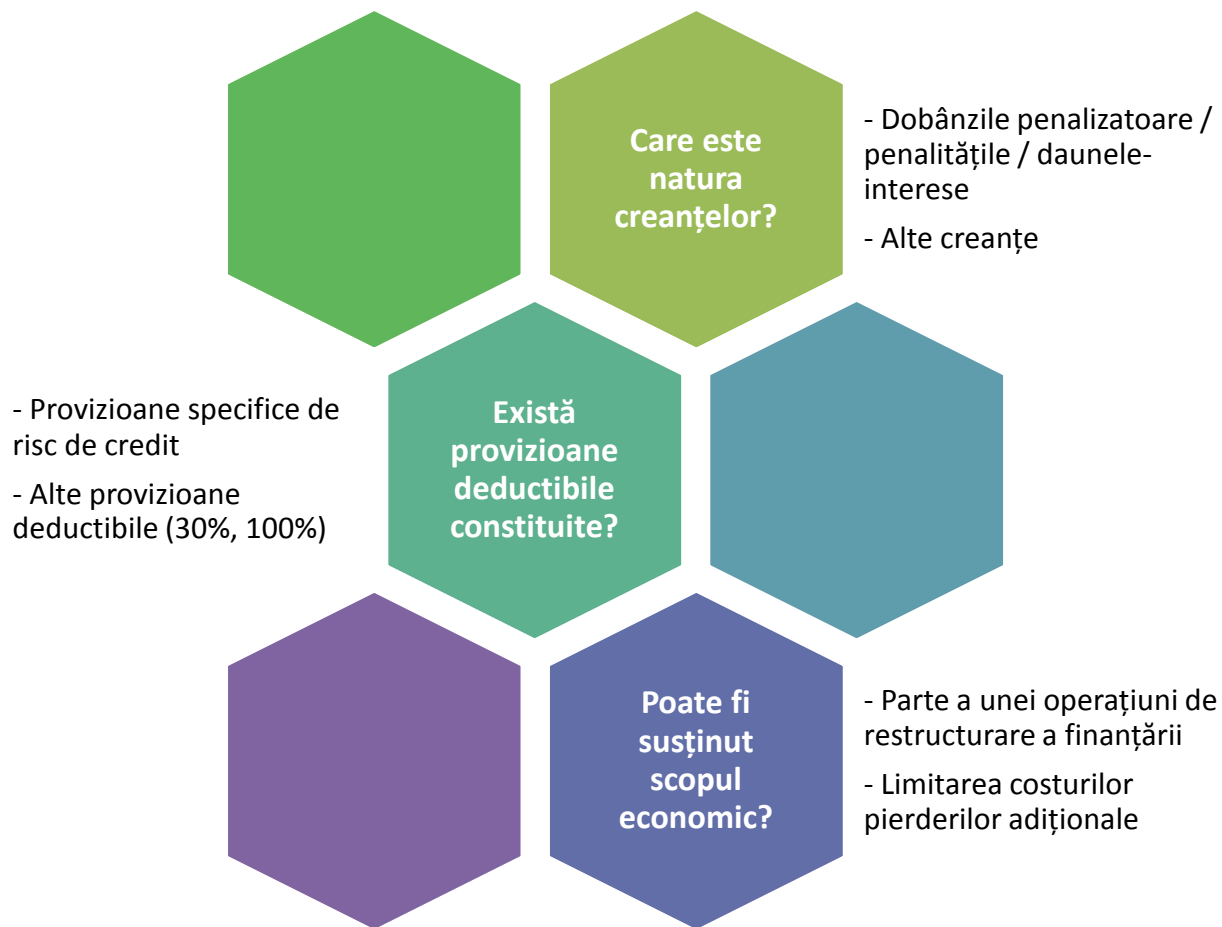 Care este
natura
creanțelor?
- Dobânzile penalizatoare /
penalitățile / daunele-
interese
- Alte creanțe
- Provizioane specifice de
risc de credit
- Alte provizioane
deductibile (30%, 100%)
Există
provizioane
deductibile
constituite?
Poate fi
susținut
scopul
economic?
- Parte a unei operațiuni de
restructurare a finanțării
- Limitarea costurilor
pierderilor adiționale